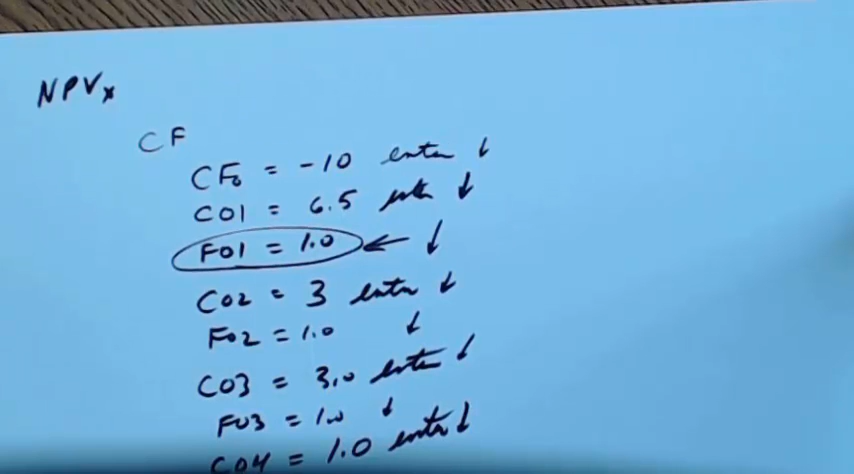 NPVx
CF
CF₀ = -10 enter ↓
C01 = 6.5 enter ↓
F01 = 1.0 ← ↓
C02 = 3 enter ↓
F02 = 1.0 ↓
C03 = 3.0 enter ↓
F03 = 1.0 ↓
C04 = 1.0 enter ↓